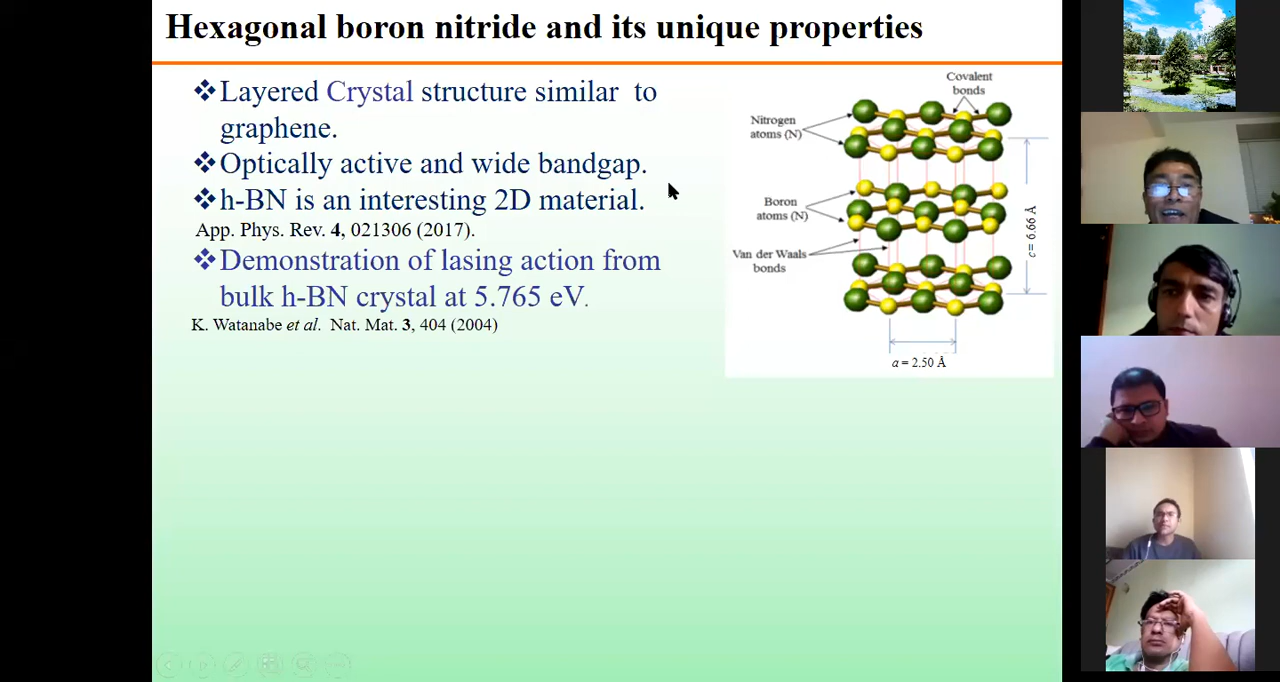 Hexagonal boron nitride and its unique properties
❖Layered Crystal structure similar to
graphene.
❖Optically active and wide bandgap.
❖h-BN is an interesting 2D material.
App. Phys. Rev. 4, 021306 (2017).
❖Demonstration of lasing action from
bulk h-BN crystal at 5.765 eV.
K. Watanabe et al. Nat. Mat. 3, 404 (2004)
Covalent
bonds
Nitrogen
atoms (N)
Boron
atoms (N)
Van der Waals
bonds
c = 6.66 Å
a = 2.50 Å